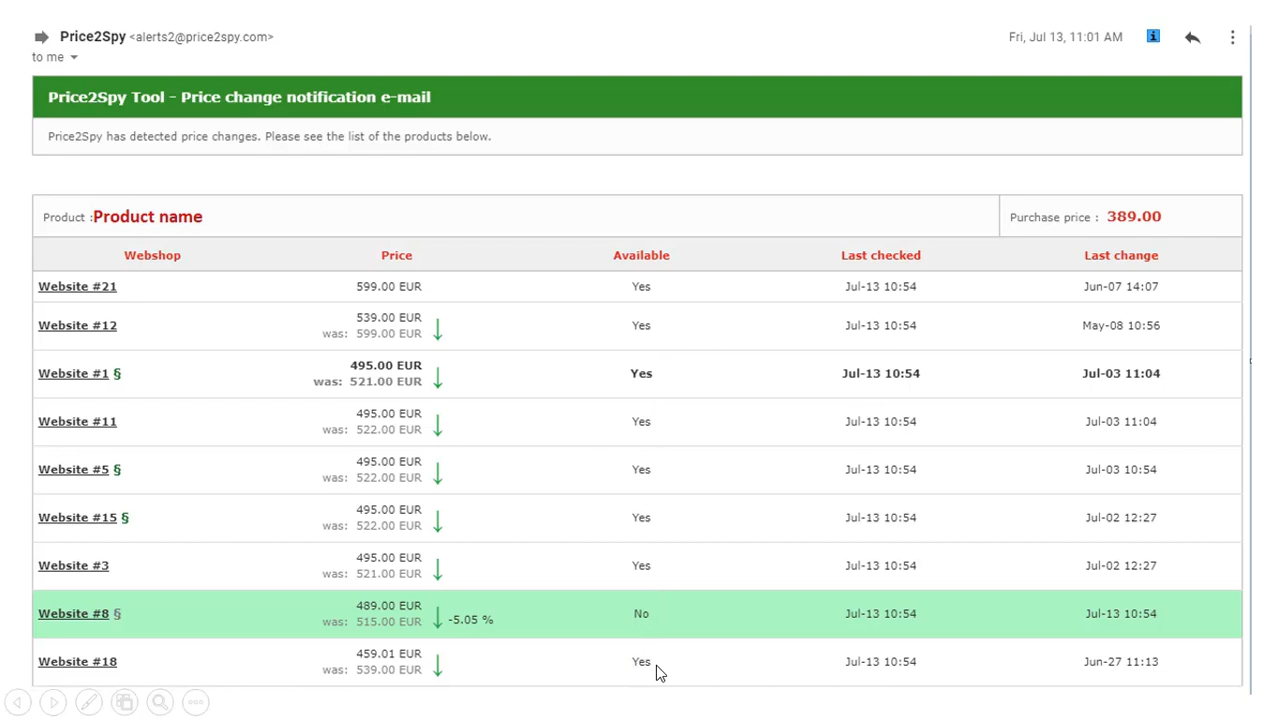 Price2Spy <alerts2@price2spy.com> Fri, Jul 13, 11:01 AM
to me
Price2Spy Tool - Price change notification e-mail
Price2Spy has detected price changes. Please see the list of the products below.
Product :Product name Purchase price : 389.00
Webshop Price Available Last checked Last change
Website #21 599.00 EUR Yes Jul-13 10:54 Jun-07 14:07
Website #12 539.00 EUR Yes Jul-13 10:54 May-08 10:56
was: 599.00 EUR
Website #1 § 495.00 EUR Yes Jul-13 10:54 Jul-03 11:04
was: 521.00 EUR
Website #11 495.00 EUR Yes Jul-13 10:54 Jul-03 11:04
was: 522.00 EUR
Website #5 § 495.00 EUR Yes Jul-13 10:54 Jul-03 10:54
was: 522.00 EUR
Website #15 § 495.00 EUR Yes Jul-13 10:54 Jul-02 12:27
was: 522.00 EUR
Website #3 495.00 EUR Yes Jul-13 10:54 Jul-02 12:27
was: 521.00 EUR
Website #8 § 489.00 EUR No Jul-13 10:54 Jul-13 10:54
was: 515.00 EUR -5.05 %
Website #18 459.01 EUR Yes Jul-13 10:54 Jun-27 11:13
was: 539.00 EUR